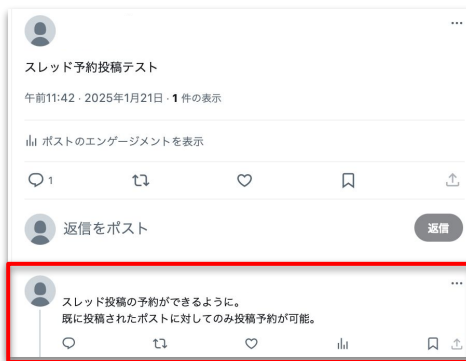 スレッド予約投稿テスト
午前11:42 · 2025年1月21日 · 1 件の表示
ポストのエンゲージメントを表示
1
返信をポスト
返信
スレッド投稿の予約ができるように。
既に投稿されたポストに対してのみ投稿予約が可能。